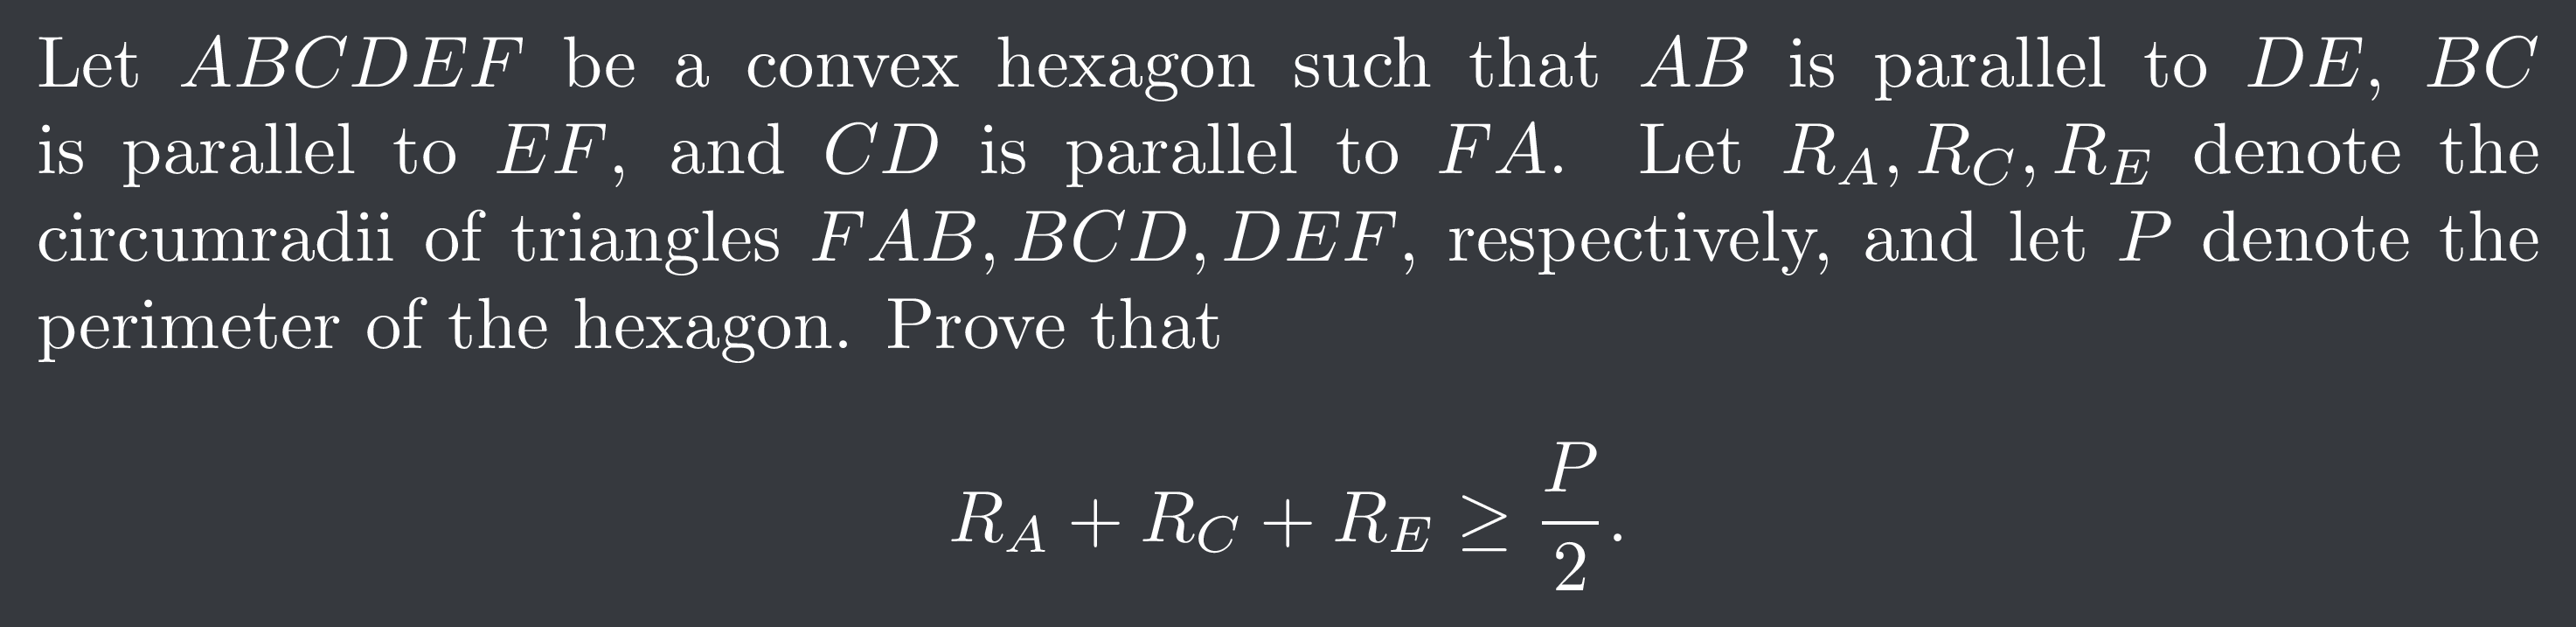 Let ABCDEF be a convex hexagon such that AB is parallel to DE, BC
is parallel to EF, and CD is parallel to FA. Let R_A, R_C, R_E denote the
circumradii of triangles FAB, BCD, DEF, respectively, and let P denote the
perimeter of the hexagon. Prove that
R_A + R_C + R_E ≥ P/2.